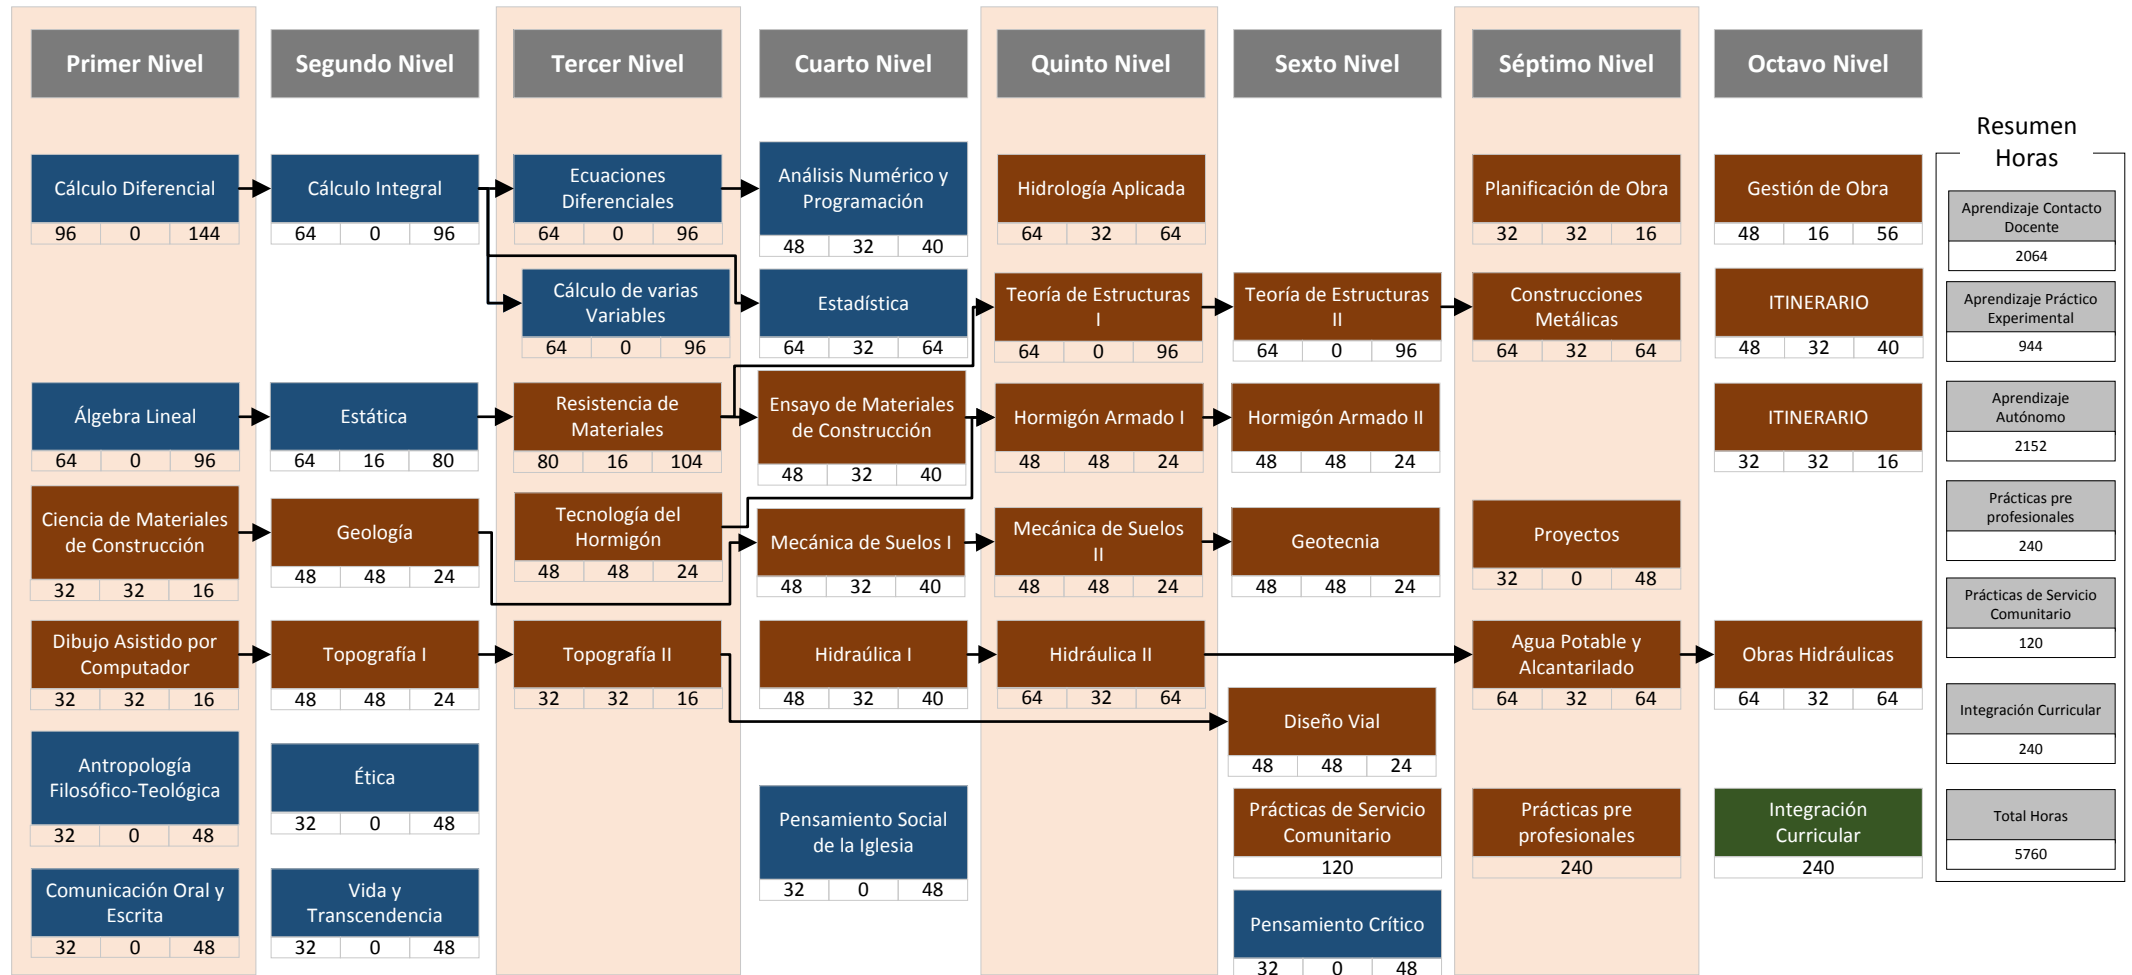 Primer Nivel
Segundo Nivel
Tercer Nivel
Cuarto Nivel
Quinto Nivel
Sexto Nivel
Séptimo Nivel
Octavo Nivel
Cálculo Diferencial
96 0 144
Álgebra Lineal
64 0 96
Ciencia de Materiales
de Construcción
32 32 16
Dibujo Asistido por
Computador
32 32 16
Antropología
Filosófico-Teológica
32 0 48
Comunicación Oral y
Escrita
32 0 48
Cálculo Integral
64 0 96
Estática
64 16 80
Geología
48 48 24
Topografía I
48 48 24
Ética
32 0 48
Vida y
Transcendencia
32 0 48
Ecuaciones
Diferenciales
64 0 96
Cálculo de varias
Variables
64 0 96
Resistencia de
Materiales
80 16 104
Tecnología del
Hormigón
48 48 24
Topografía II
32 32 16
Análisis Numérico y
Programación
48 32 40
Estadística
64 32 64
Ensayo de Materiales
de Construcción
48 32 40
Mecánica de Suelos I
48 32 40
Hidraúlica I
48 32 40
Pensamiento Social
de la Iglesia
32 0 48
Hidrología Aplicada
64 32 64
Teoría de Estructuras
I
64 0 96
Hormigón Armado I
48 48 24
Mecánica de Suelos
II
48 48 24
Hidráulica II
64 32 64
Teoría de Estructuras
II
64 0 96
Hormigón Armado II
48 48 24
Geotecnia
48 48 24
Diseño Vial
48 48 24
Prácticas de Servicio
Comunitario
120
Pensamiento Crítico
32 0 48
Planificación de Obra
32 32 16
Construcciones
Metálicas
64 32 64
Proyectos
32 0 48
Agua Potable y
Alcantarilado
64 32 64
Prácticas pre
profesionales
240
Gestión de Obra
48 16 56
ITINERARIO
48 32 40
ITINERARIO
32 32 16
Obras Hidráulicas
64 32 64
Integración
Curricular
240
Resumen
Horas
Aprendizaje Contacto
Docente
2064
Aprendizaje Práctico
Experimental
944
Aprendizaje
Autónomo
2152
Prácticas pre
profesionales
240
Prácticas de Servicio
Comunitario
120
Integración Curricular
240
Total Horas
5760